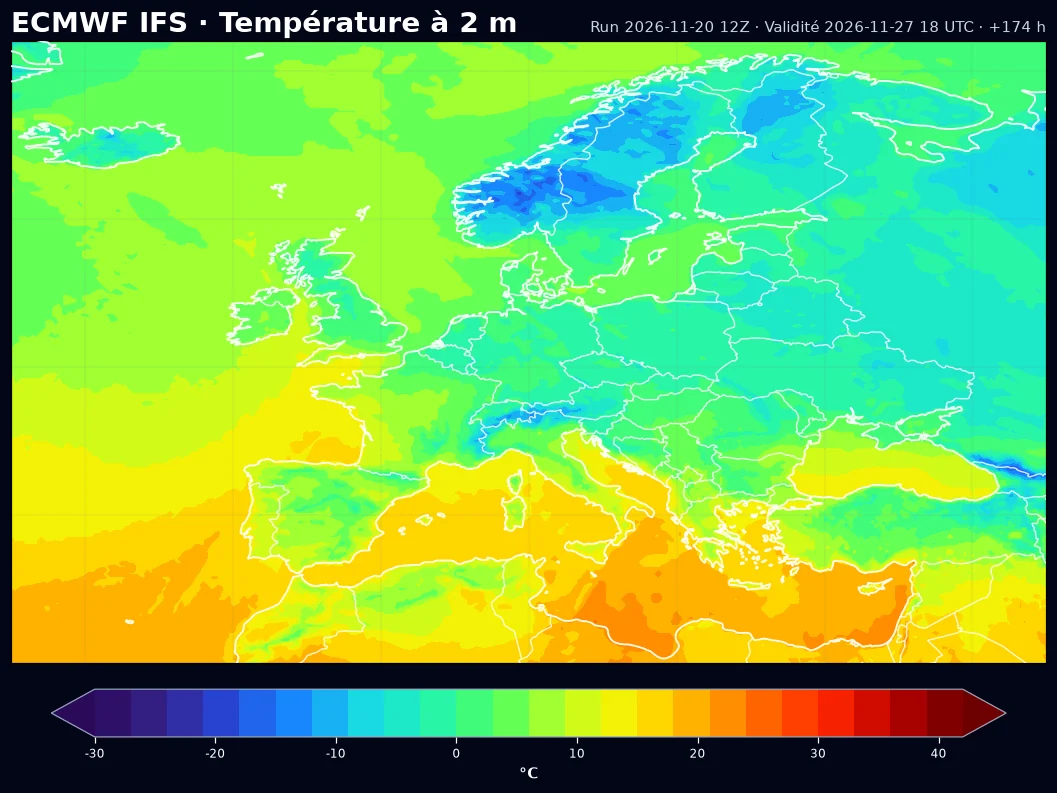 ECMWF IFS · Température à 2 m
Run 2026-11-20 12Z · Validité 2026-11-27 18 UTC · +174 h
-30 -20 -10 0 10 20 30 40
°C